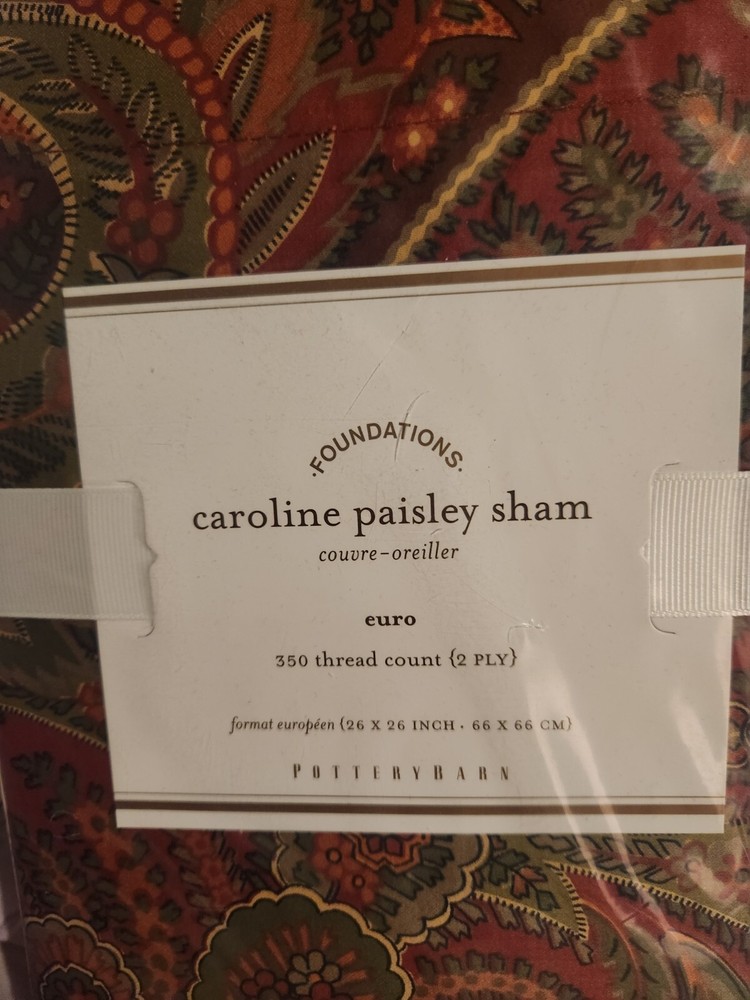 ·FOUNDATIONS·
caroline paisley sham
couvre-oreiller
euro
350 thread count {2 PLY}
format européen {26 X 26 INCH · 66 X 66 CM}
POTTERYBARN